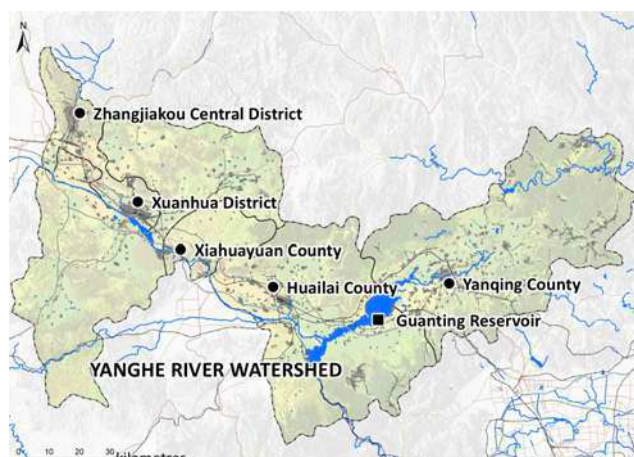 N
Zhangjiakou Central District
Xuanhua District
Xiahuayuan County
Huailai County
Yanqing County
Guanting Reservoir
YANGHE RIVER WATERSHED
0 10 20 30
kilometres